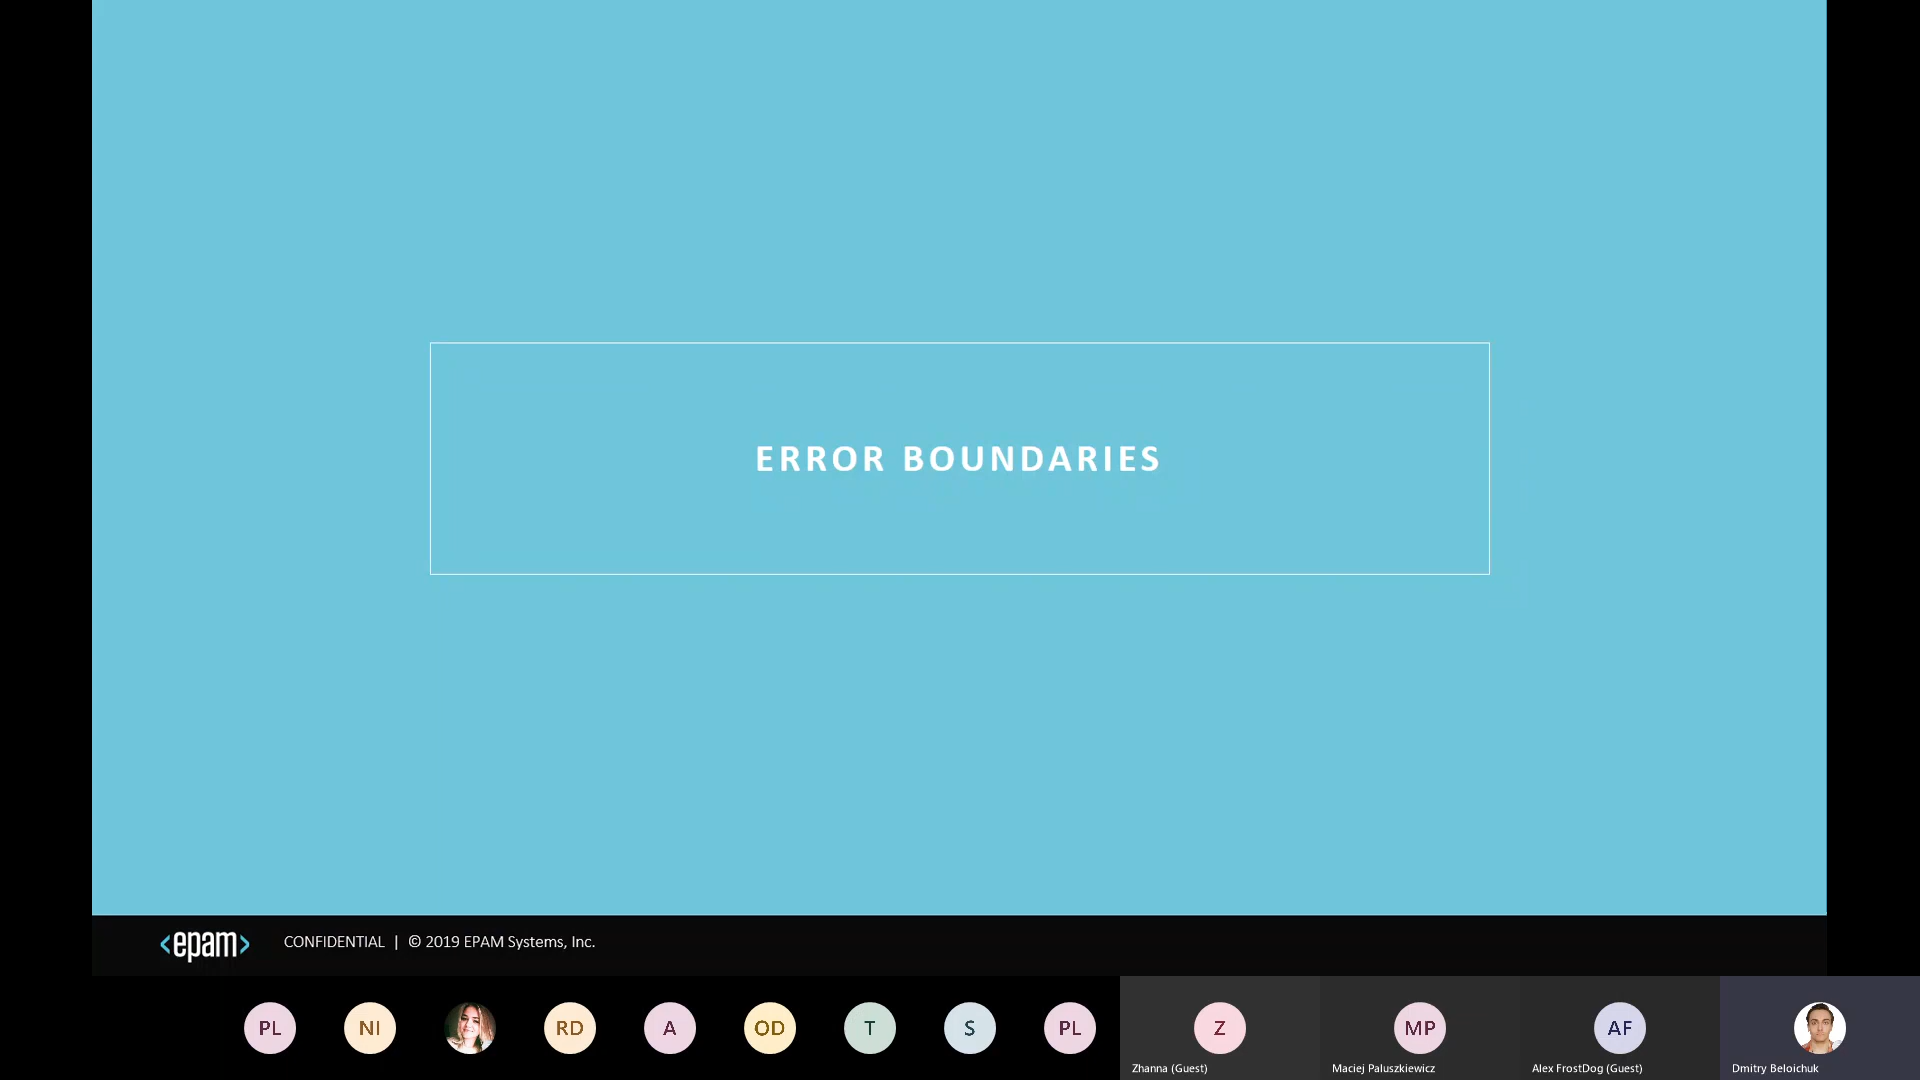 ERROR BOUNDARIES
<epam> CONFIDENTIAL | © 2019 EPAM Systems, Inc.
PL NI RD A OD T S PL Z MP AF
Zhanna (Guest) Maciej Paluszkiewicz Alex FrostDog (Guest) Dmitry Beloichuk